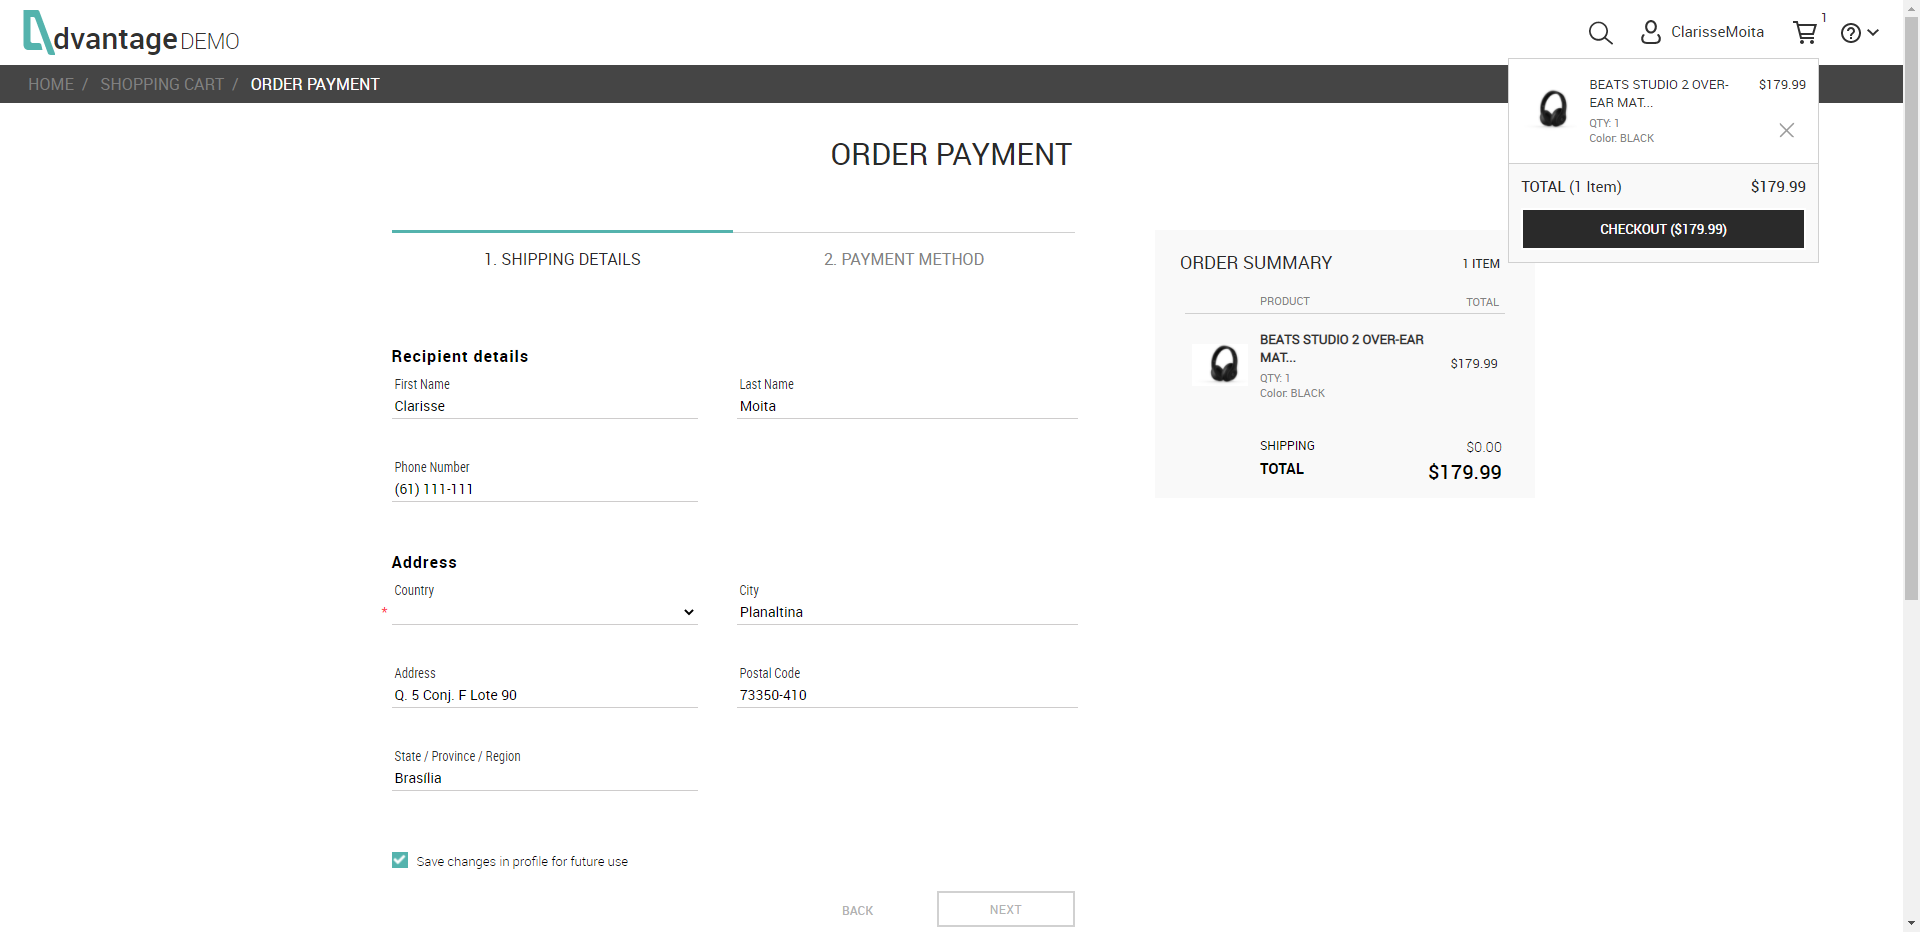 dvantage DEMO
ClarisseMoita
1
HOME / SHOPPING CART / ORDER PAYMENT
BEATS STUDIO 2 OVER-EAR MAT...
$179.99
QTY: 1
Color: BLACK
TOTAL (1 Item) $179.99
CHECKOUT ($179.99)
ORDER PAYMENT
1. SHIPPING DETAILS
2. PAYMENT METHOD
Recipient details
First Name
Clarisse
Last Name
Moita
Phone Number
(61) 111-111
Address
Country
*
City
Planaltina
Address
Q. 5 Conj. F Lote 90
Postal Code
73350-410
State / Province / Region
Brasília
Save changes in profile for future use
BACK
NEXT
ORDER SUMMARY
1 ITEM
PRODUCT
TOTAL
BEATS STUDIO 2 OVER-EAR
MAT...
$179.99
QTY: 1
Color: BLACK
SHIPPING $0.00
TOTAL $179.99